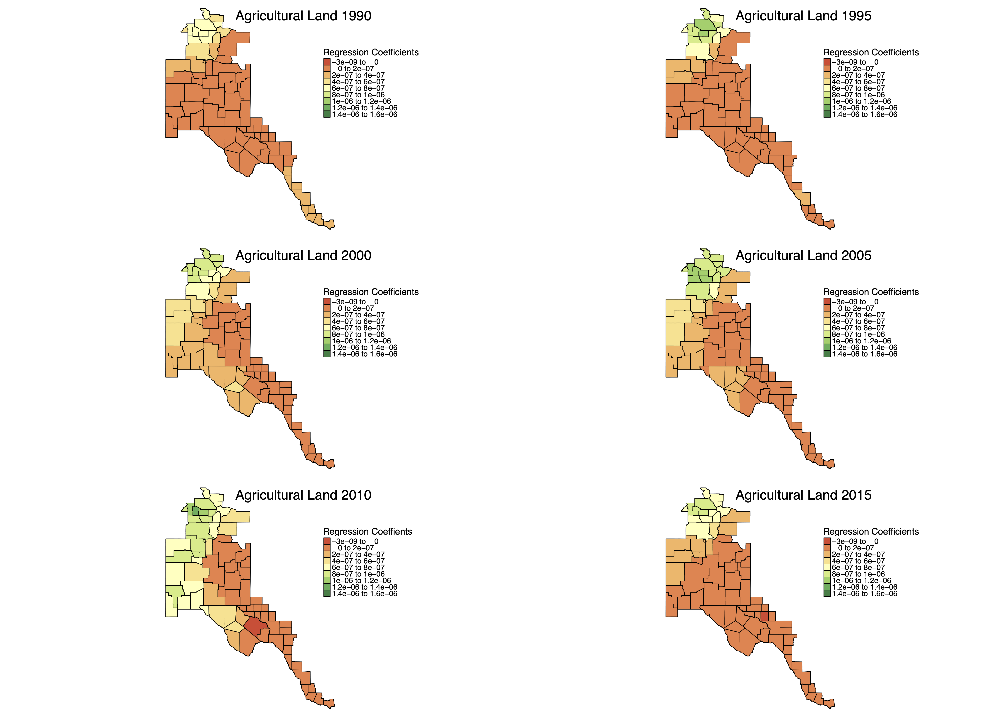 Agricultural Land 1990
Regression Coefficients
−3e−09 to 0
0 to 2e−07
2e−07 to 4e−07
4e−07 to 6e−07
6e−07 to 8e−07
8e−07 to 1e−06
1e−06 to 1.2e−06
1.2e−06 to 1.4e−06
1.4e−06 to 1.6e−06
Agricultural Land 1995
Regression Coefficients
−3e−09 to 0
0 to 2e−07
2e−07 to 4e−07
4e−07 to 6e−07
6e−07 to 8e−07
8e−07 to 1e−06
1e−06 to 1.2e−06
1.2e−06 to 1.4e−06
1.4e−06 to 1.6e−06
Agricultural Land 2000
Regression Coefficients
−3e−09 to 0
0 to 2e−07
2e−07 to 4e−07
4e−07 to 6e−07
6e−07 to 8e−07
8e−07 to 1e−06
1e−06 to 1.2e−06
1.2e−06 to 1.4e−06
1.4e−06 to 1.6e−06
Agricultural Land 2005
Regression Coefficients
−3e−09 to 0
0 to 2e−07
2e−07 to 4e−07
4e−07 to 6e−07
6e−07 to 8e−07
8e−07 to 1e−06
1e−06 to 1.2e−06
1.2e−06 to 1.4e−06
1.4e−06 to 1.6e−06
Agricultural Land 2010
Regression Coeffients
−3e−09 to 0
0 to 2e−07
2e−07 to 4e−07
4e−07 to 6e−07
6e−07 to 8e−07
8e−07 to 1e−06
1e−06 to 1.2e−06
1.2e−06 to 1.4e−06
1.4e−06 to 1.6e−06
Agricultural Land 2015
Regression Coefficients
−3e−09 to 0
0 to 2e−07
2e−07 to 4e−07
4e−07 to 6e−07
6e−07 to 8e−07
8e−07 to 1e−06
1e−06 to 1.2e−06
1.2e−06 to 1.4e−06
1.4e−06 to 1.6e−06